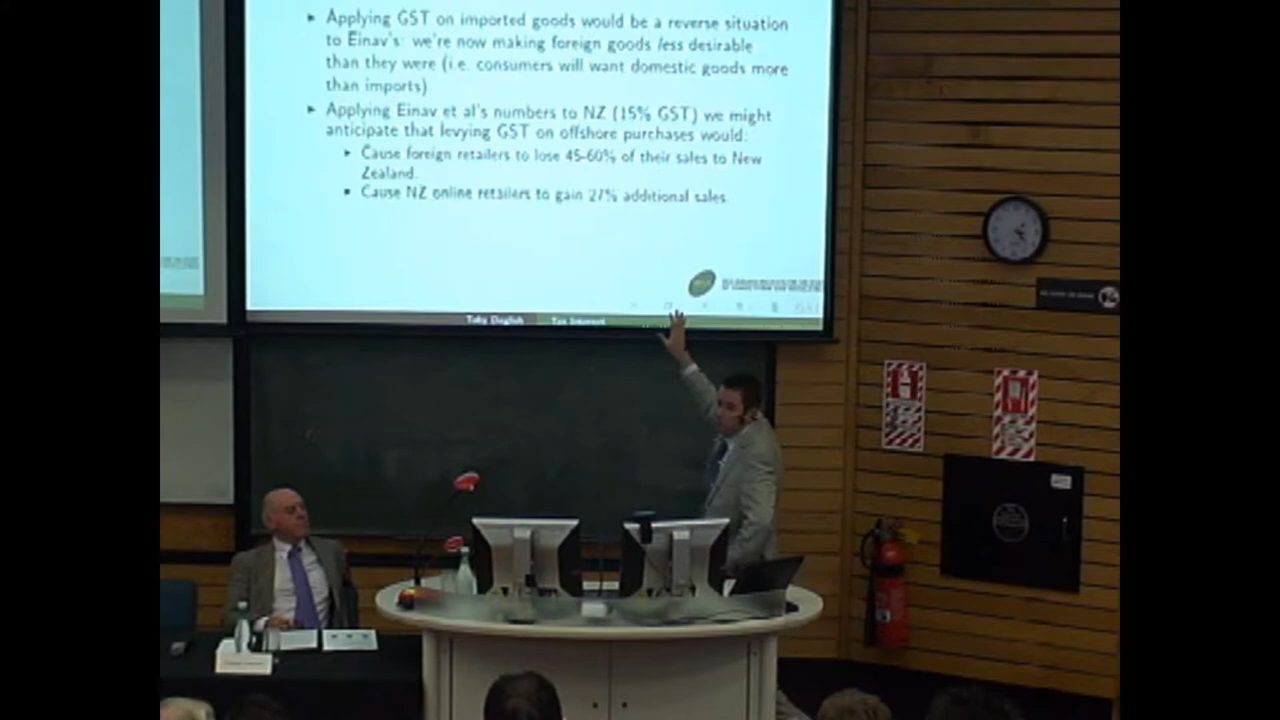 Applying GST on imported goods would be a reverse situation
to Einav's: we're now making foreign goods less desirable
than they were (i.e. consumers will want domestic goods more
than imports)
Applying Einav et al's numbers to NZ (15% GST) we might
anticipate that levying GST on offshore purchases would:
Cause foreign retailers to lose 45-60% of their sales to New
Zealand.
Cause NZ online retailers to gain 27% additional sales
Toby English Tax Internet